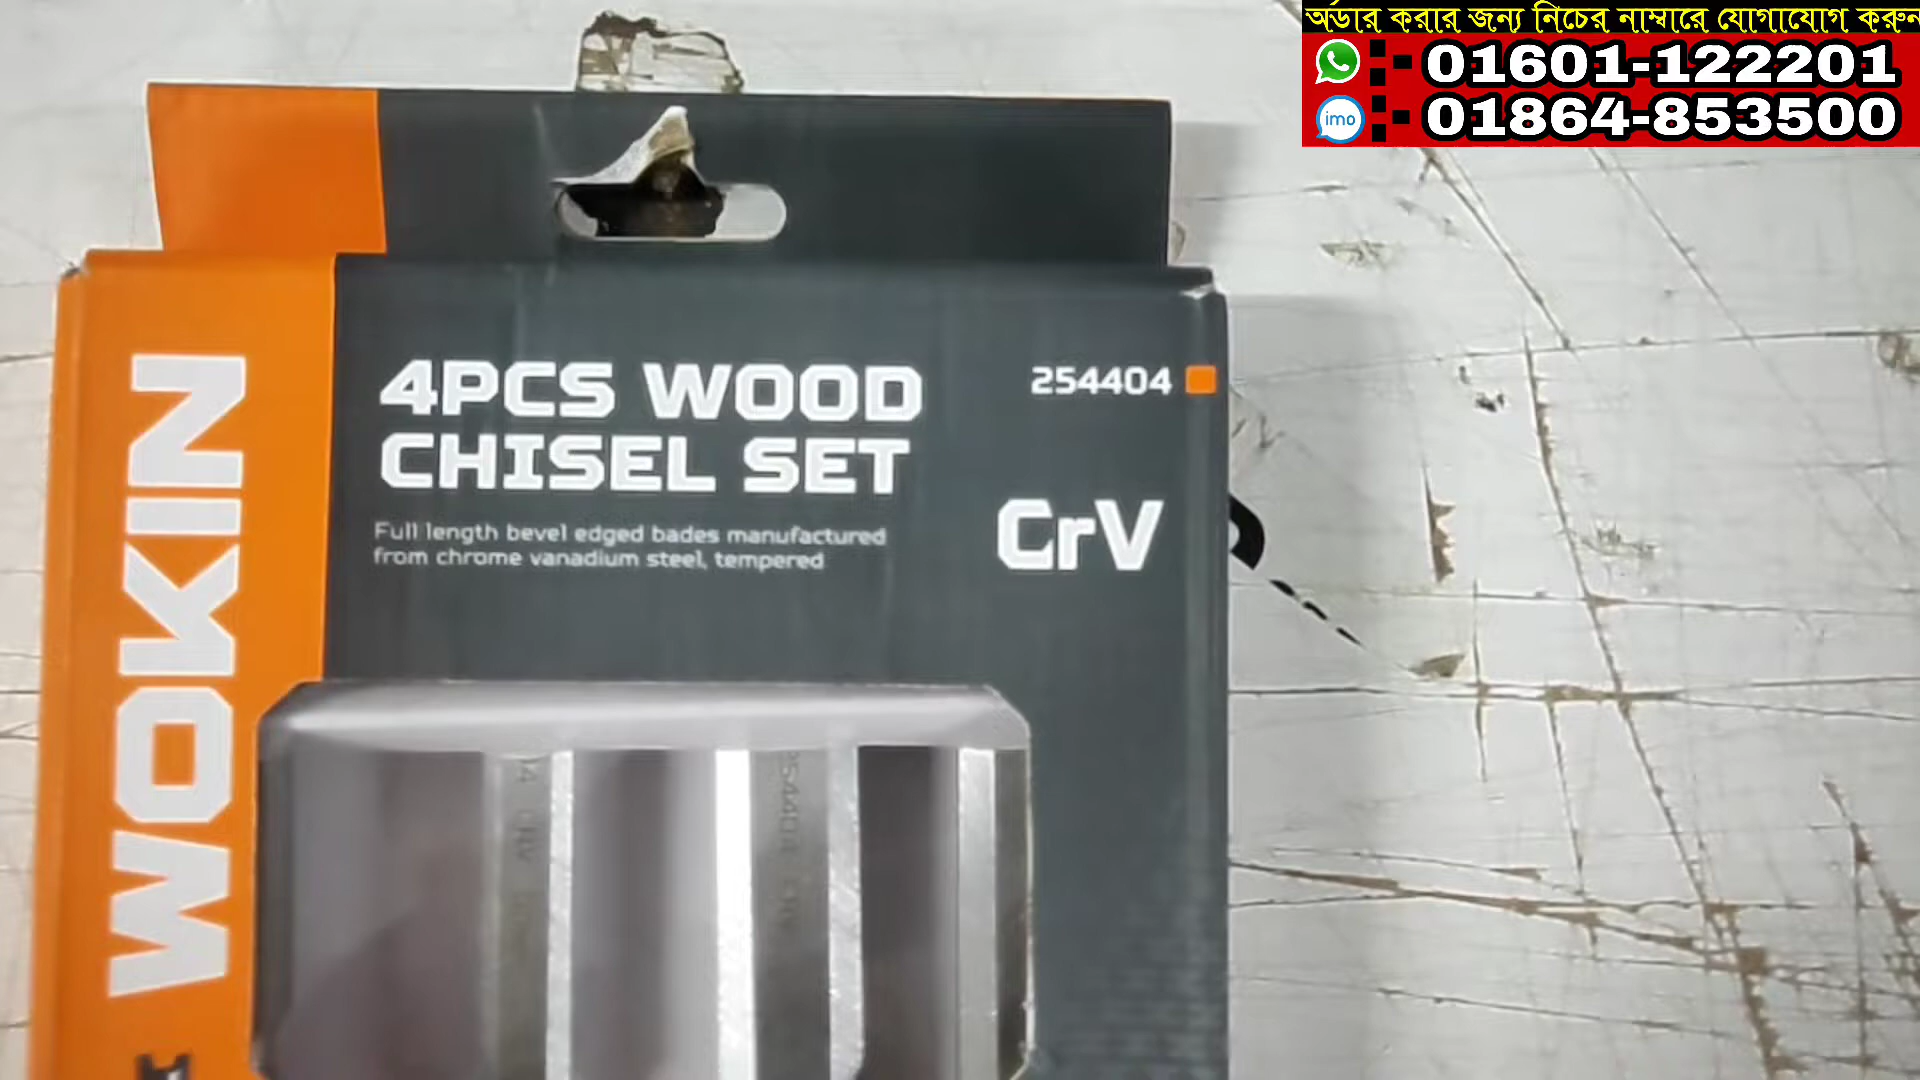 অর্ডার করার জন্য নিচের নাম্বারে যোগাযোগ করুন
01601-122201
imo
01864-853500
4PCS WOOD
CHISEL SET
254404
Full length bevel edged bades manufactured
from chrome vanadium steel, tempered
CrV
WOKIN